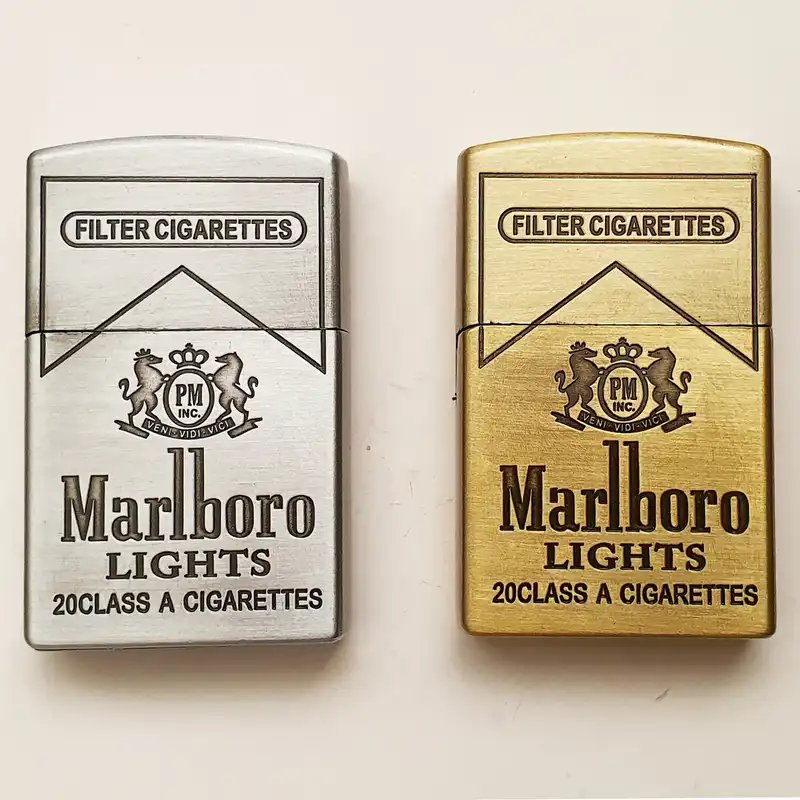 FILTER CIGARETTES
PM
INC.
VENI·VIDI·VICI
Marlboro
LIGHTS
20CLASS A CIGARETTES
FILTER CIGARETTES
PM
INC.
VENI·VIDI·VICI
Marlboro
LIGHTS
20CLASS A CIGARETTES